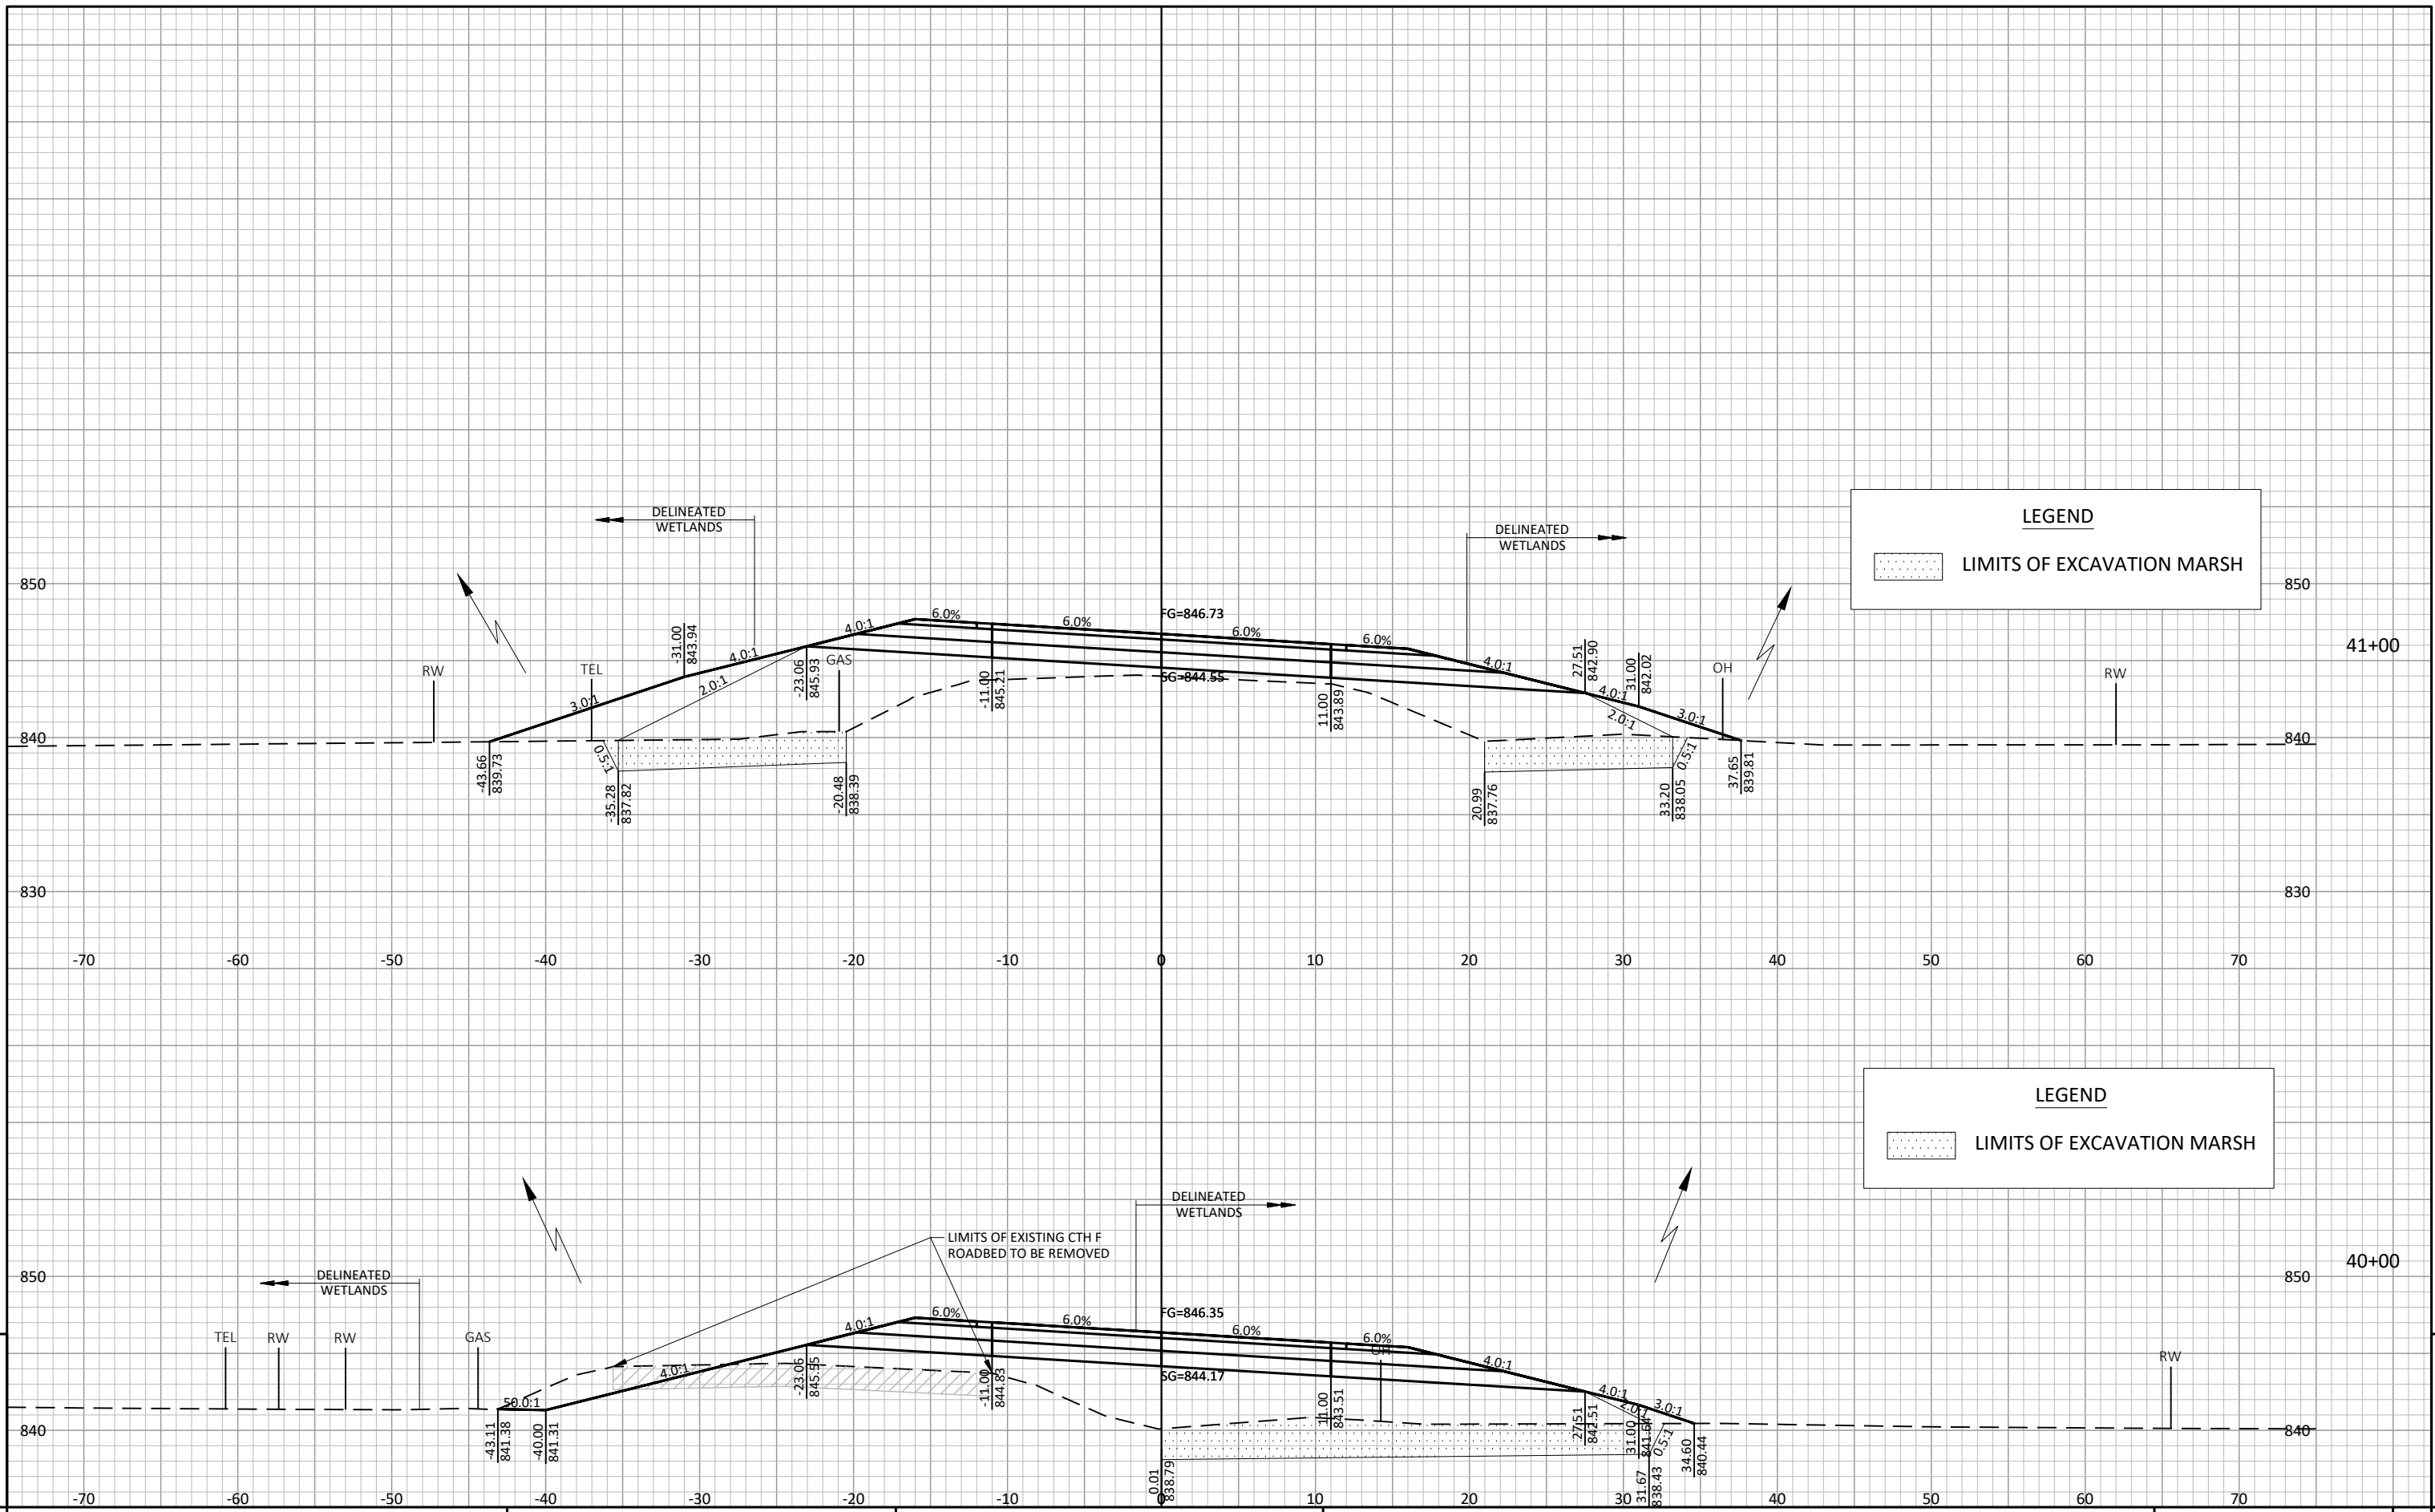 DELINEATED
WETLANDS
DELINEATED
WETLANDS
LEGEND
LIMITS OF EXCAVATION MARSH
850
850
41+00
RW
TEL
GAS
OH
RW
3.0:1
-31.00
843.94
4.0:1
2.0:1
4.0:1
-23.06
845.93
6.0%
-11.00
845.21
6.0%
FG=846.73
SG=844.55
6.0%
11.00
843.89
6.0%
4.0:1
27.51
842.90
4.0:1
2.0:1
31.00
842.02
3.0:1
840
840
-43.66
839.73
0.5:1
-35.28
837.82
-20.48
838.39
20.99
837.76
33.20
838.05
0.5:1
37.65
839.81
830
830
-70 -60 -50 -40 -30 -20 -10 0 10 20 30 40 50 60 70
LEGEND
LIMITS OF EXCAVATION MARSH
DELINEATED
WETLANDS
LIMITS OF EXISTING CTH F
ROADBED TO BE REMOVED
DELINEATED
WETLANDS
850
850
40+00
TEL
RW
RW
GAS
OH
RW
50.0:1
4.0:1
4.0:1
-23.06
845.55
6.0%
-11.00
844.83
6.0%
FG=846.35
SG=844.17
6.0%
11.00
843.51
6.0%
4.0:1
27.51
842.51
4.0:1
2.0:1
31.00
841.64
3.0:1
0.5:1
840
840
-43.11
841.38
-40.00
841.31
0.01
838.79
31.67
838.43
34.60
840.44
-70 -60 -50 -40 -30 -20 -10 0 10 20 30 40 50 60 70